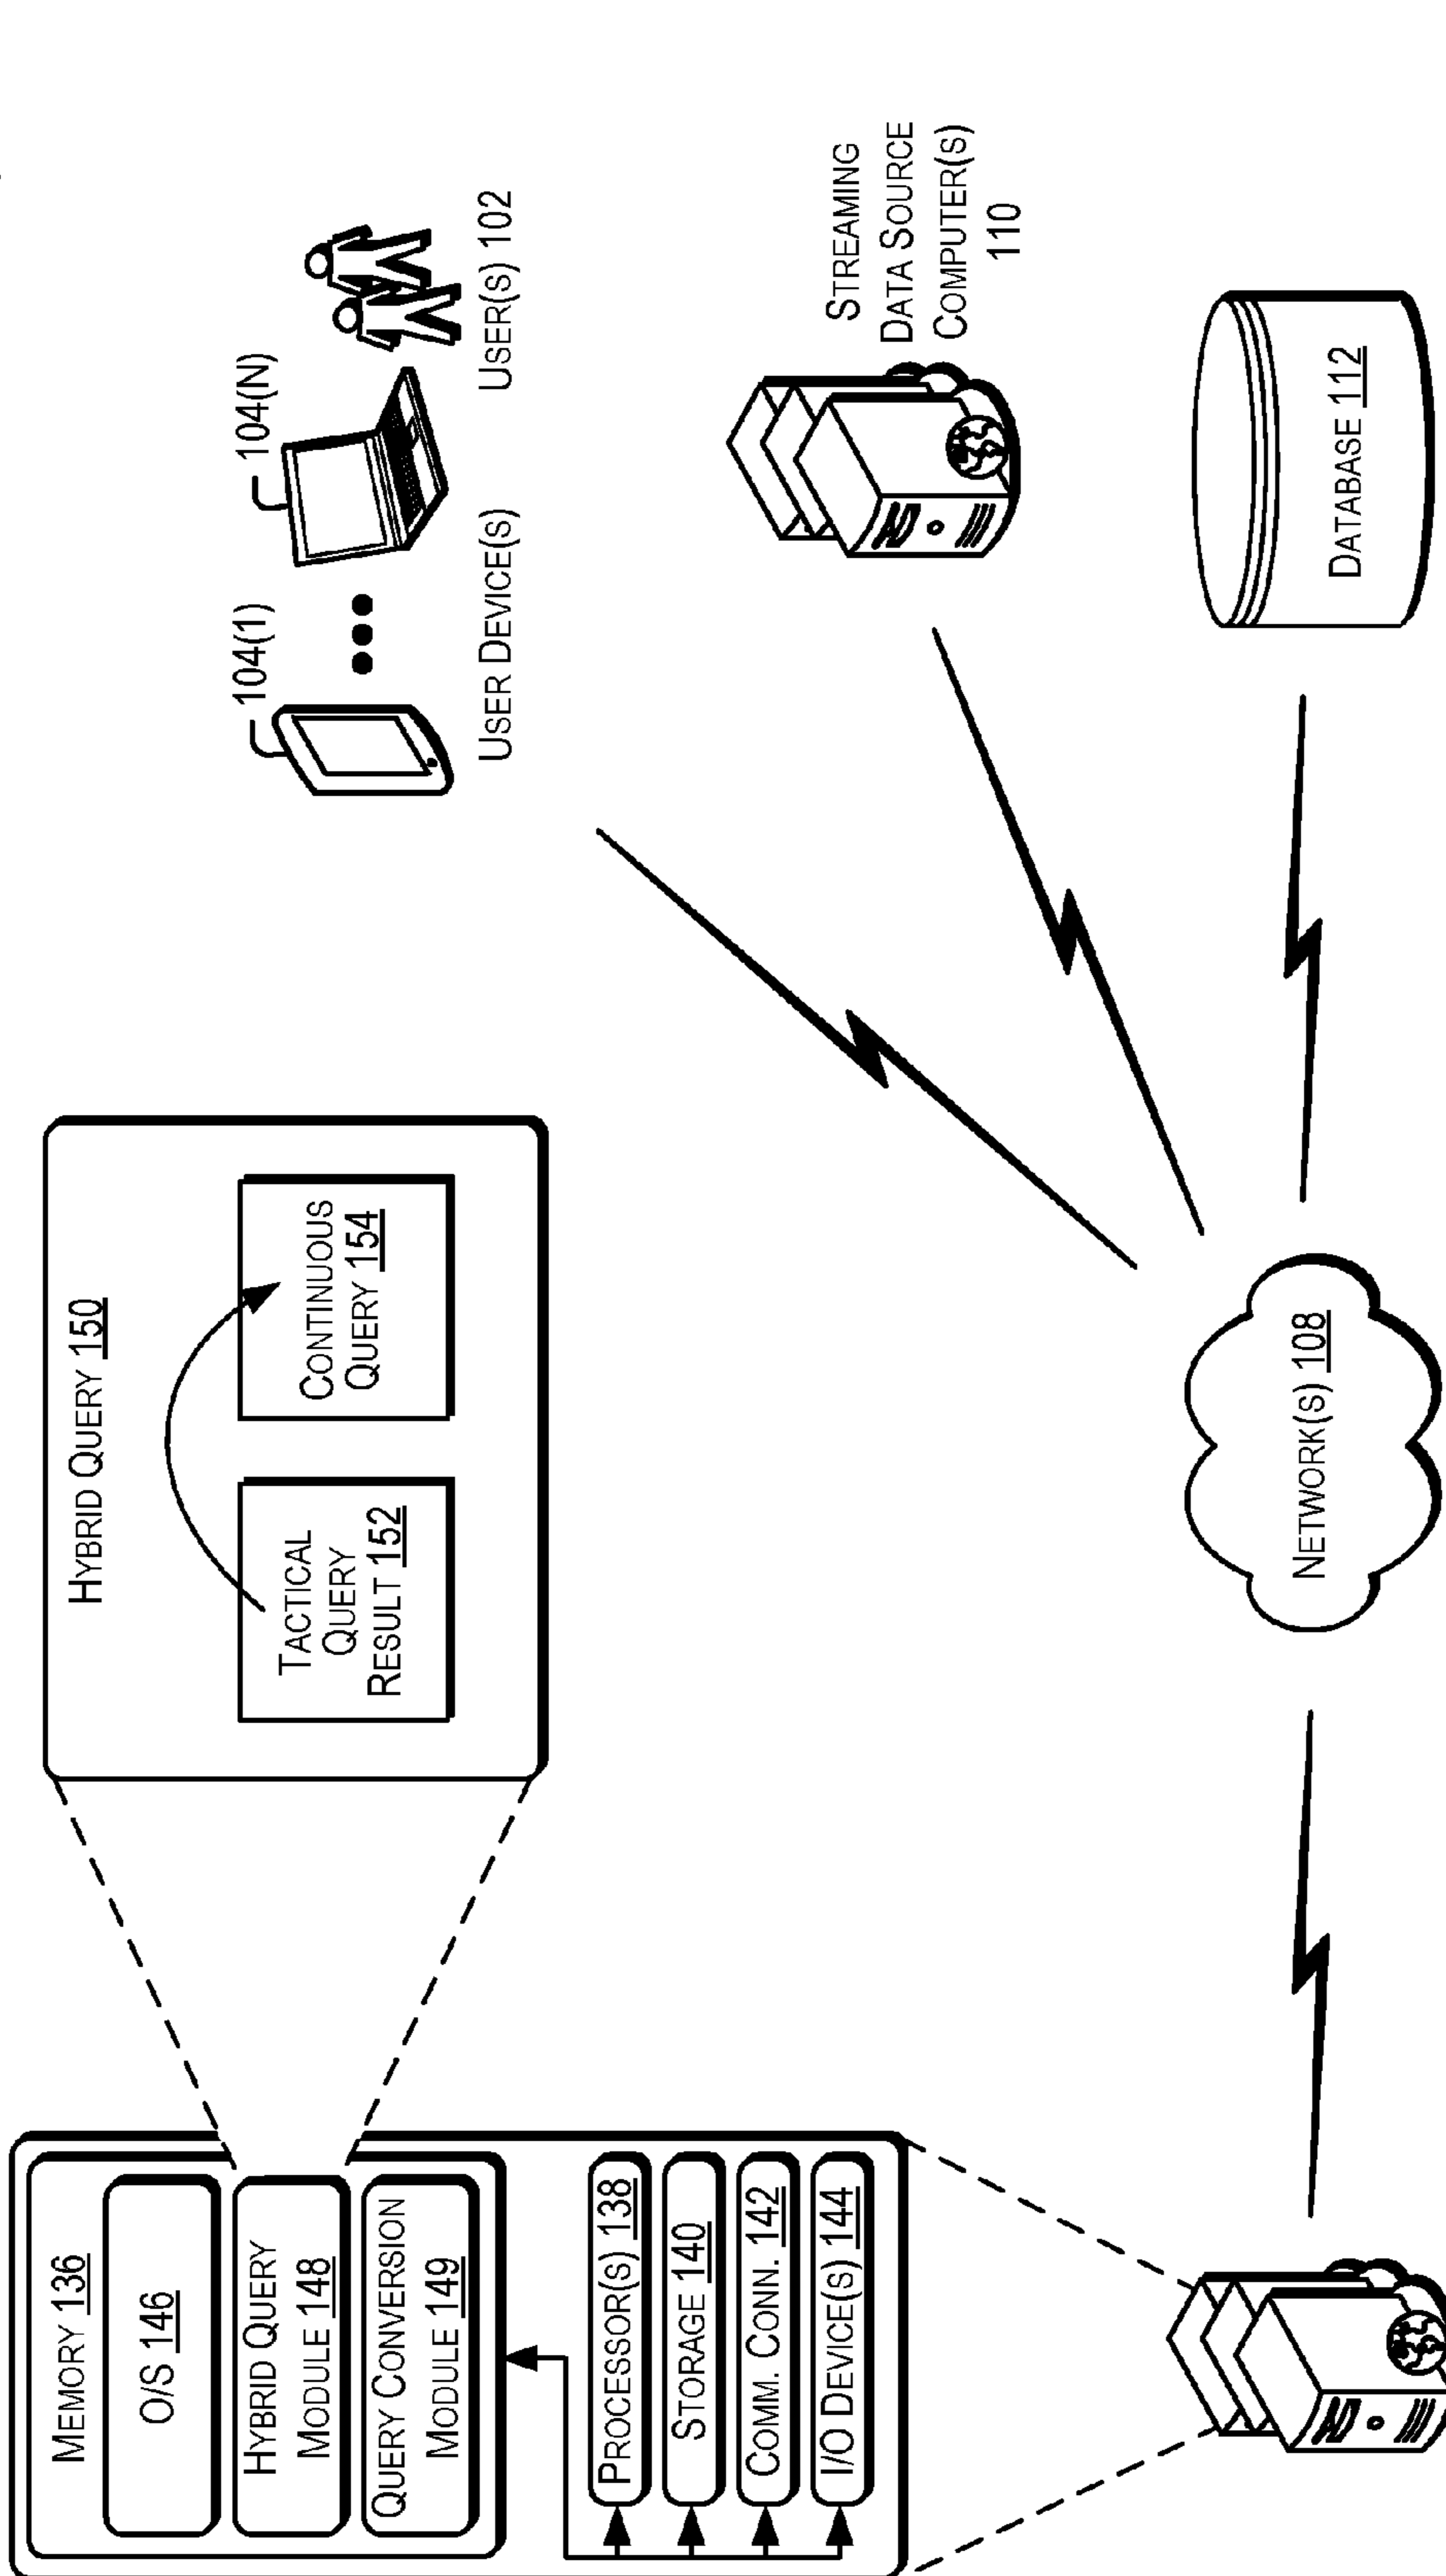 MEMORY 136
O/S 146
HYBRID QUERY
MODULE 148
QUERY CONVERSION
MODULE 149
PROCESSOR(S) 138
STORAGE 140
COMM. CONN. 142
I/O DEVICE(S) 144
HYBRID QUERY 150
TACTICAL
QUERY
RESULT 152
CONTINUOUS
QUERY 154
104(1)
104(N)
USER DEVICE(S)
USER(S) 102
STREAMING
DATA SOURCE
COMPUTER(S)
110
NETWORK(S) 108
DATABASE 112